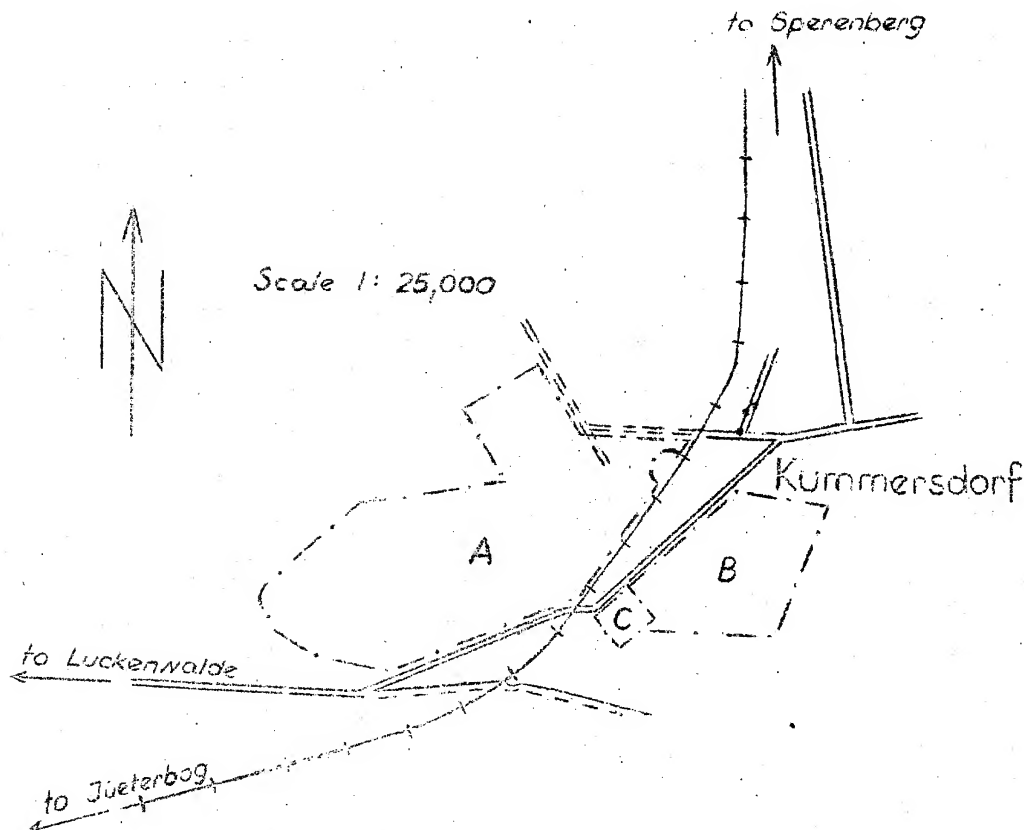 to Sperenberg
N
Scale 1: 25,000
Kummersdorf
A
B
C
to Luckenwalde
to Jueterbog